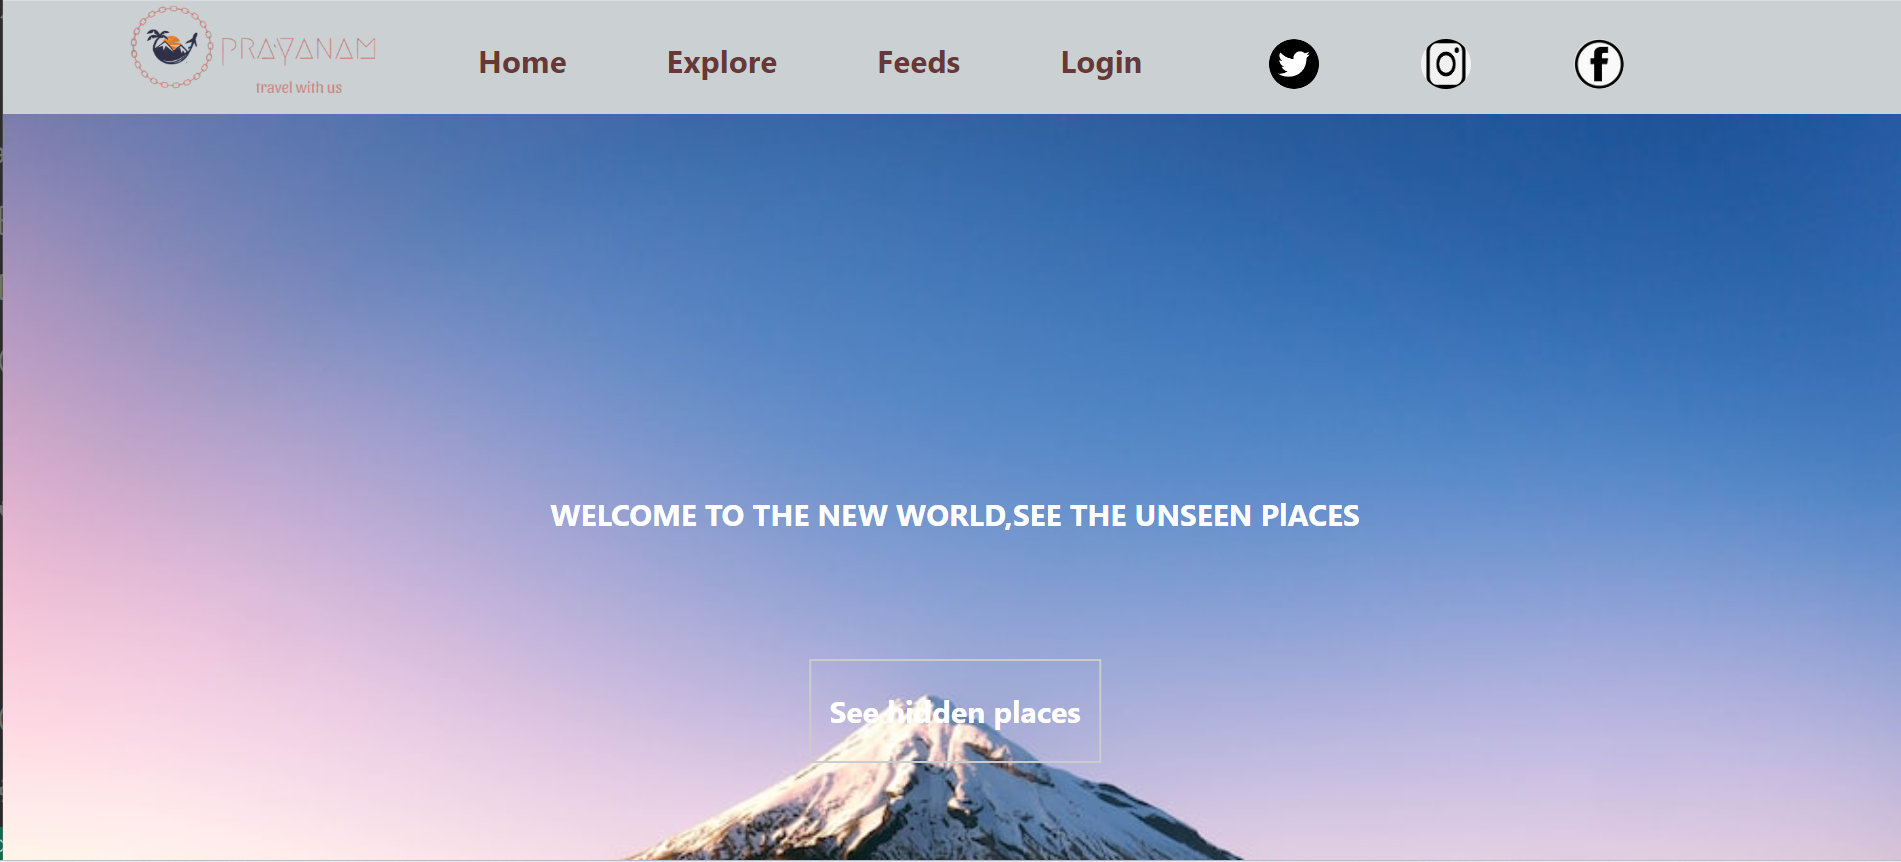 PRAYANAM
travel with us
Home Explore Feeds Login
WELCOME TO THE NEW WORLD,SEE THE UNSEEN PlACES
See hidden places